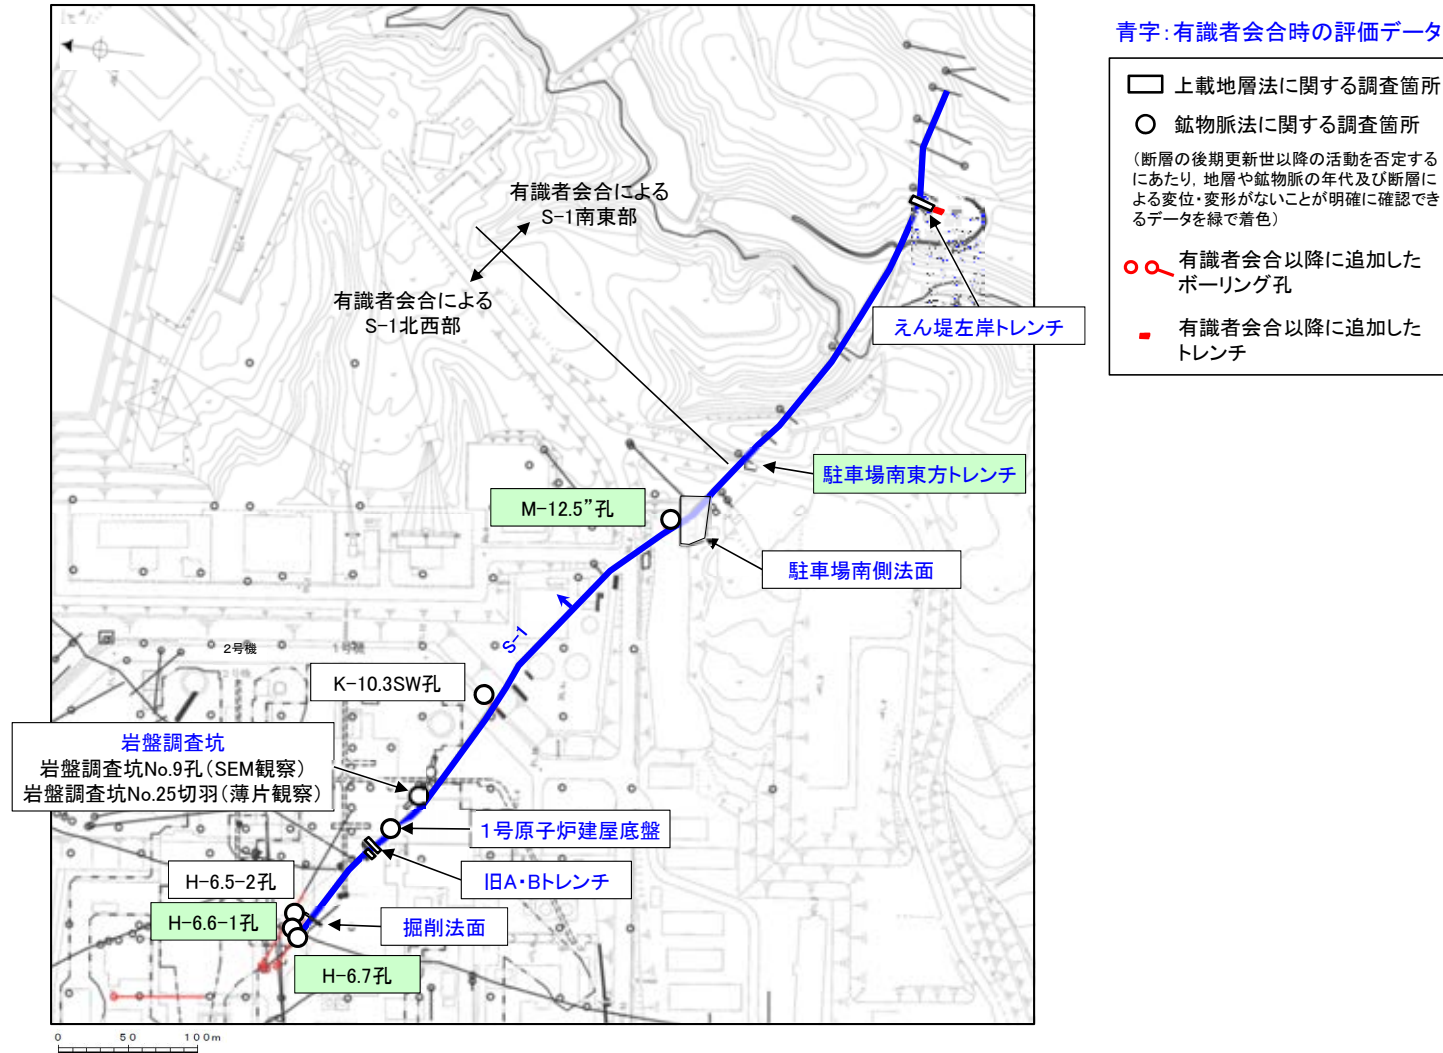 青字：有識者会合時の評価データ
上載地層法に関する調査箇所
鉱物脈法に関する調査箇所
（断層の後期更新世以降の活動を否定する
にあたり，地層や鉱物脈の年代及び断層に
よる変位・変形がないことが明確に確認でき
るデータを緑で着色）
有識者会合以降に追加した
ボーリング孔
有識者会合以降に追加した
トレンチ
有識者会合による
S-1南東部
有識者会合による
S-1北西部
えん堤左岸トレンチ
駐車場南東方トレンチ
M-12.5”孔
駐車場南側法面
S-1
2号機
1号機
K-10.3SW孔
岩盤調査坑
岩盤調査坑No.9孔（SEM観察）
岩盤調査坑No.25切羽（薄片観察）
1号原子炉建屋底盤
旧A・Bトレンチ
H-6.5-2孔
H-6.6-1孔
掘削法面
H-6.7孔
0 50 100m